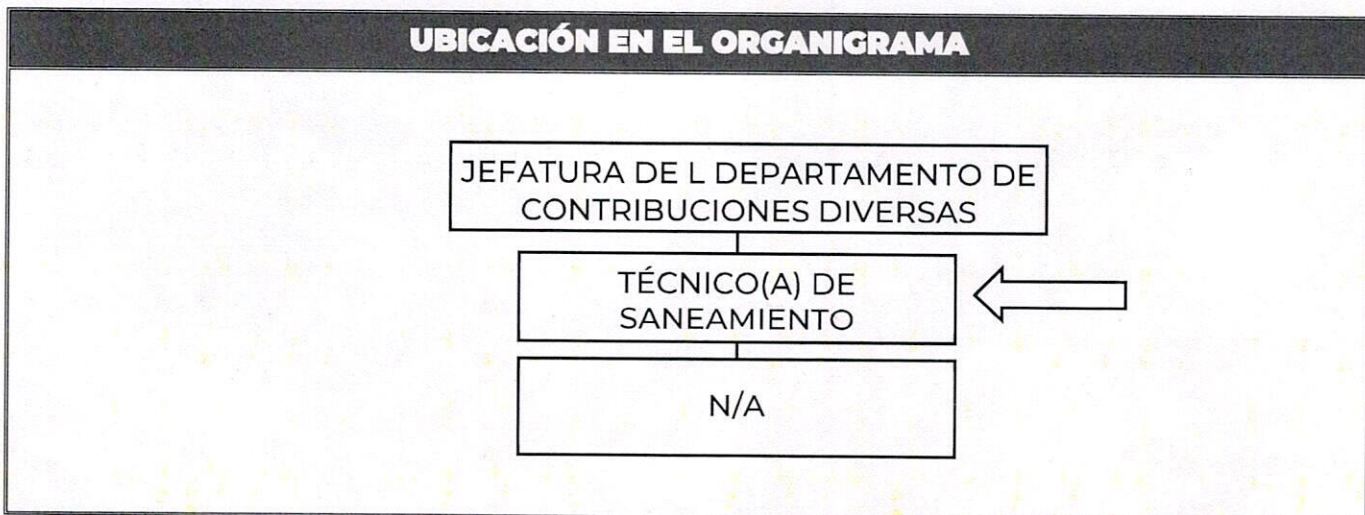 UBICACIÓN EN EL ORGANIGRAMA
JEFATURA DE L DEPARTAMENTO DE
CONTRIBUCIONES DIVERSAS
TÉCNICO(A) DE
SANEAMIENTO
N/A